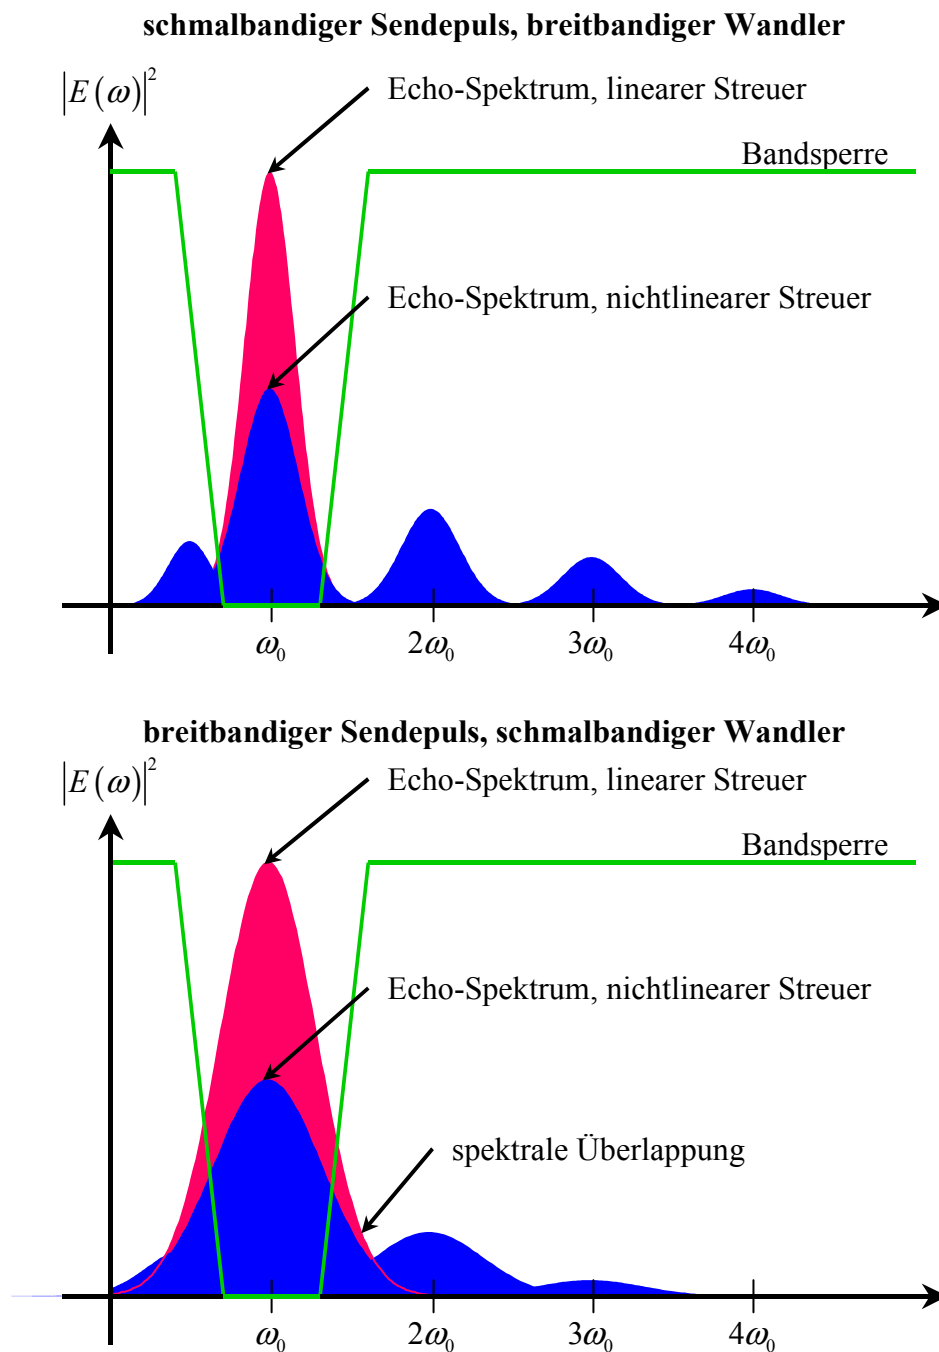 schmalbandiger Sendepuls, breitbandiger Wandler
|E(ω)|²
Echo-Spektrum, linearer Streuer
Bandsperre
Echo-Spektrum, nichtlinearer Streuer
ω₀ 2ω₀ 3ω₀ 4ω₀
breitbandiger Sendepuls, schmalbandiger Wandler
|E(ω)|²
Echo-Spektrum, linearer Streuer
Bandsperre
Echo-Spektrum, nichtlinearer Streuer
spektrale Überlappung
ω₀ 2ω₀ 3ω₀ 4ω₀